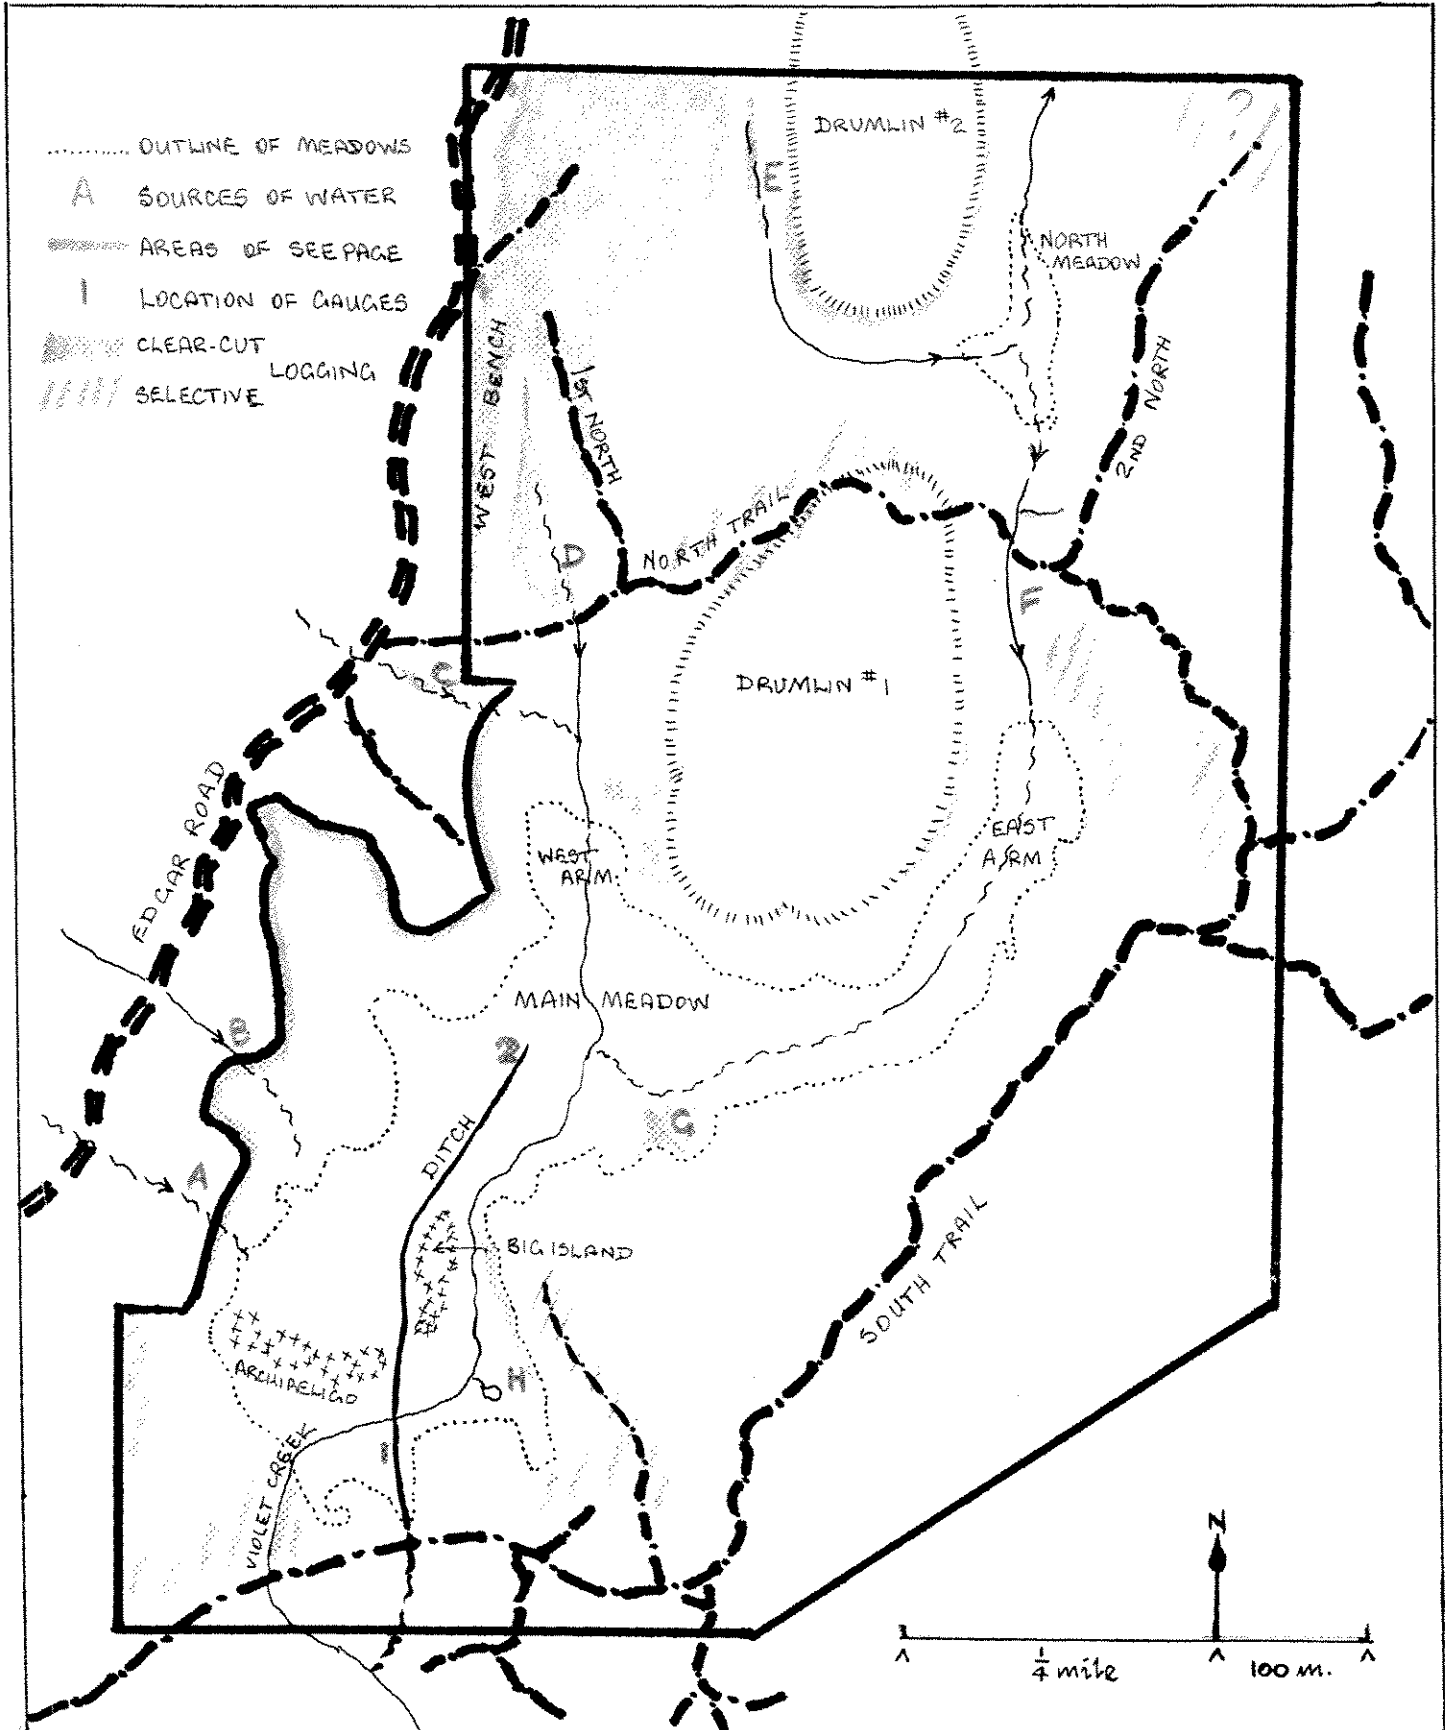 DRUMLIN #2
OUTLINE OF MEADOWS
A SOURCES OF WATER
AREAS OF SEEPAGE
1 LOCATION OF GAUGES
CLEAR-CUT
LOGGING
SELECTIVE
?
E
NORTH
MEADOW
WEST BENCH
1ST NORTH
2ND NORTH
NORTH TRAIL
D
F
C
DRUMLIN #1
EDGAR ROAD
WEST
ARM
EAST
ARM
MAIN MEADOW
B
2
G
DITCH
A
BIG ISLAND
SOUTH TRAIL
ARCHIPELIGO
H
VIOLET CREEK
1
N
1/4 mile
100 m.